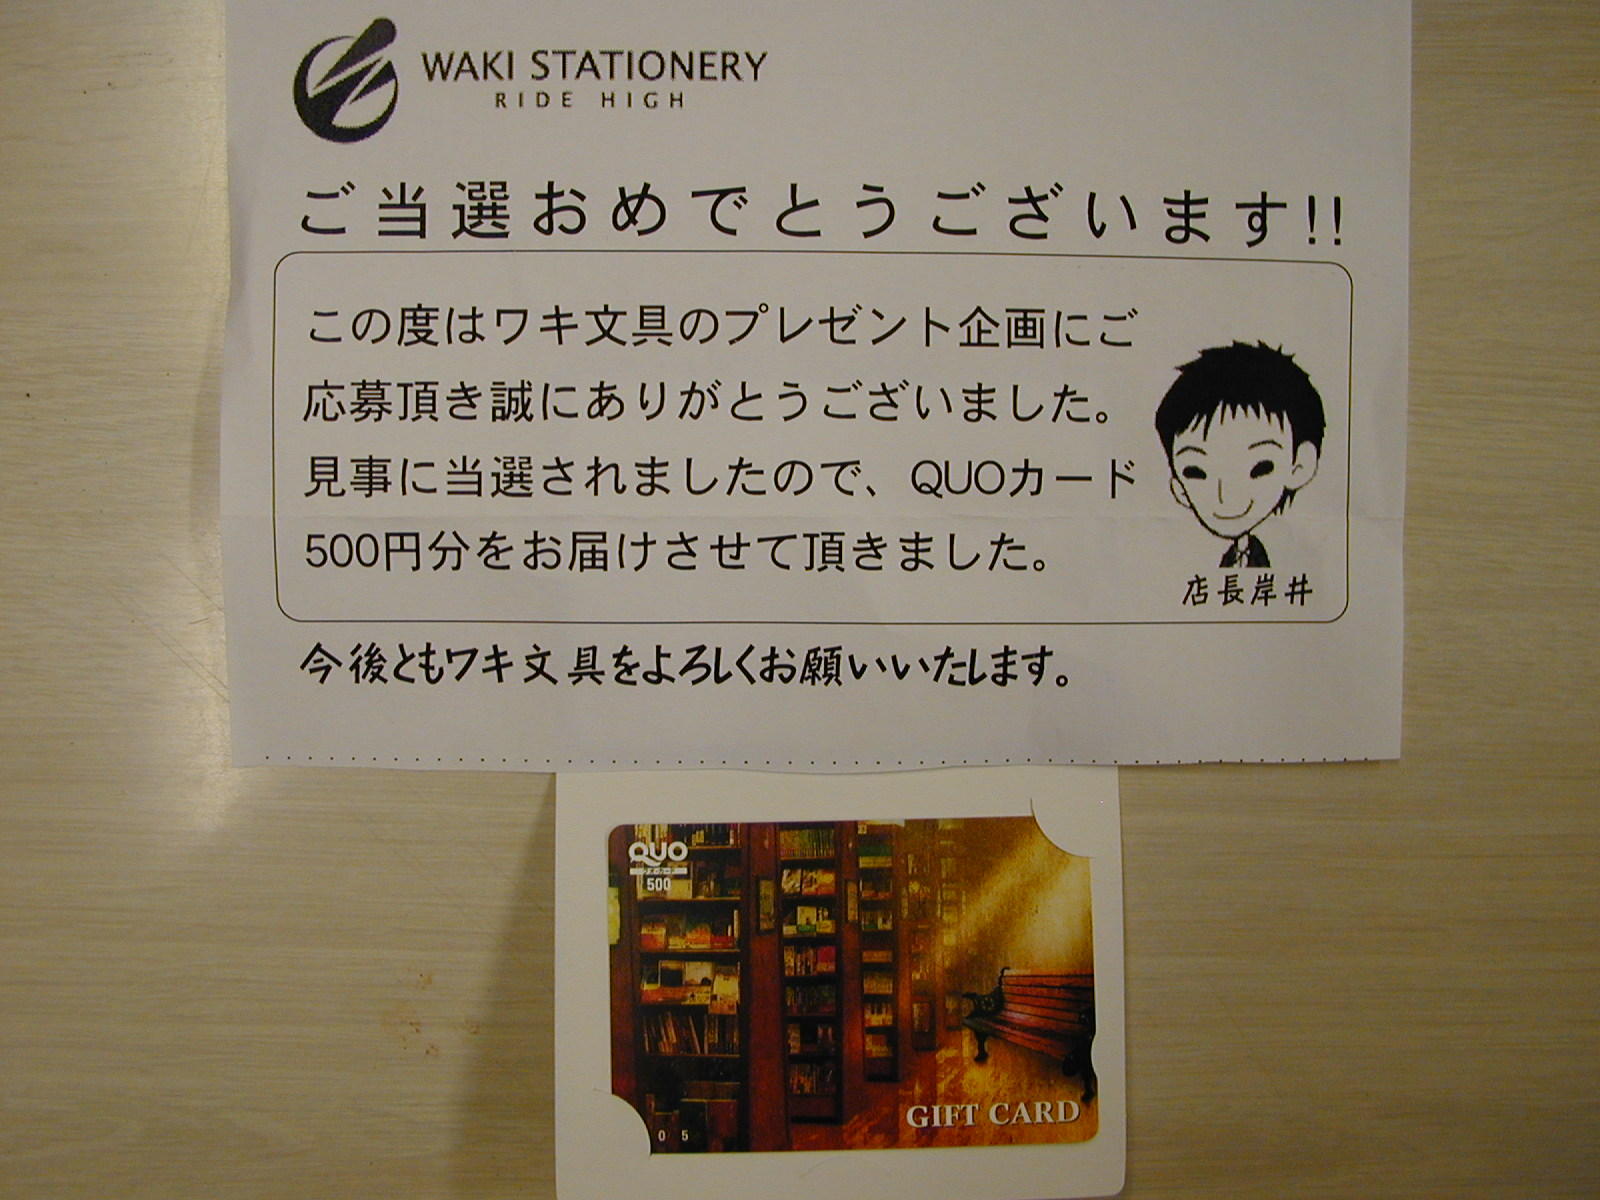 WAKI STATIONERY
RIDE HIGH
ご当選おめでとうございます!!
この度はワキ文具のプレゼント企画にご
応募頂き誠にありがとうございました。
見事に当選されましたので、QUOカード
500円分をお届けさせて頂きました。
店長岸井
今後ともワキ文具をよろしくお願いいたします。
QUO
クオ・カード
500
GIFT CARD
05